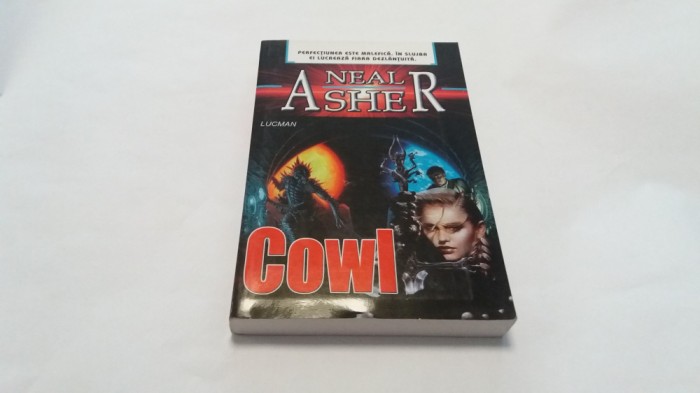 PERFECȚIUNEA ESTE MALEFICĂ, ÎN SLUJBA
EI LUCREAZĂ FIARA DEZLĂNȚUITĂ.
NEAL
ASHER
LUCMAN
Cowl